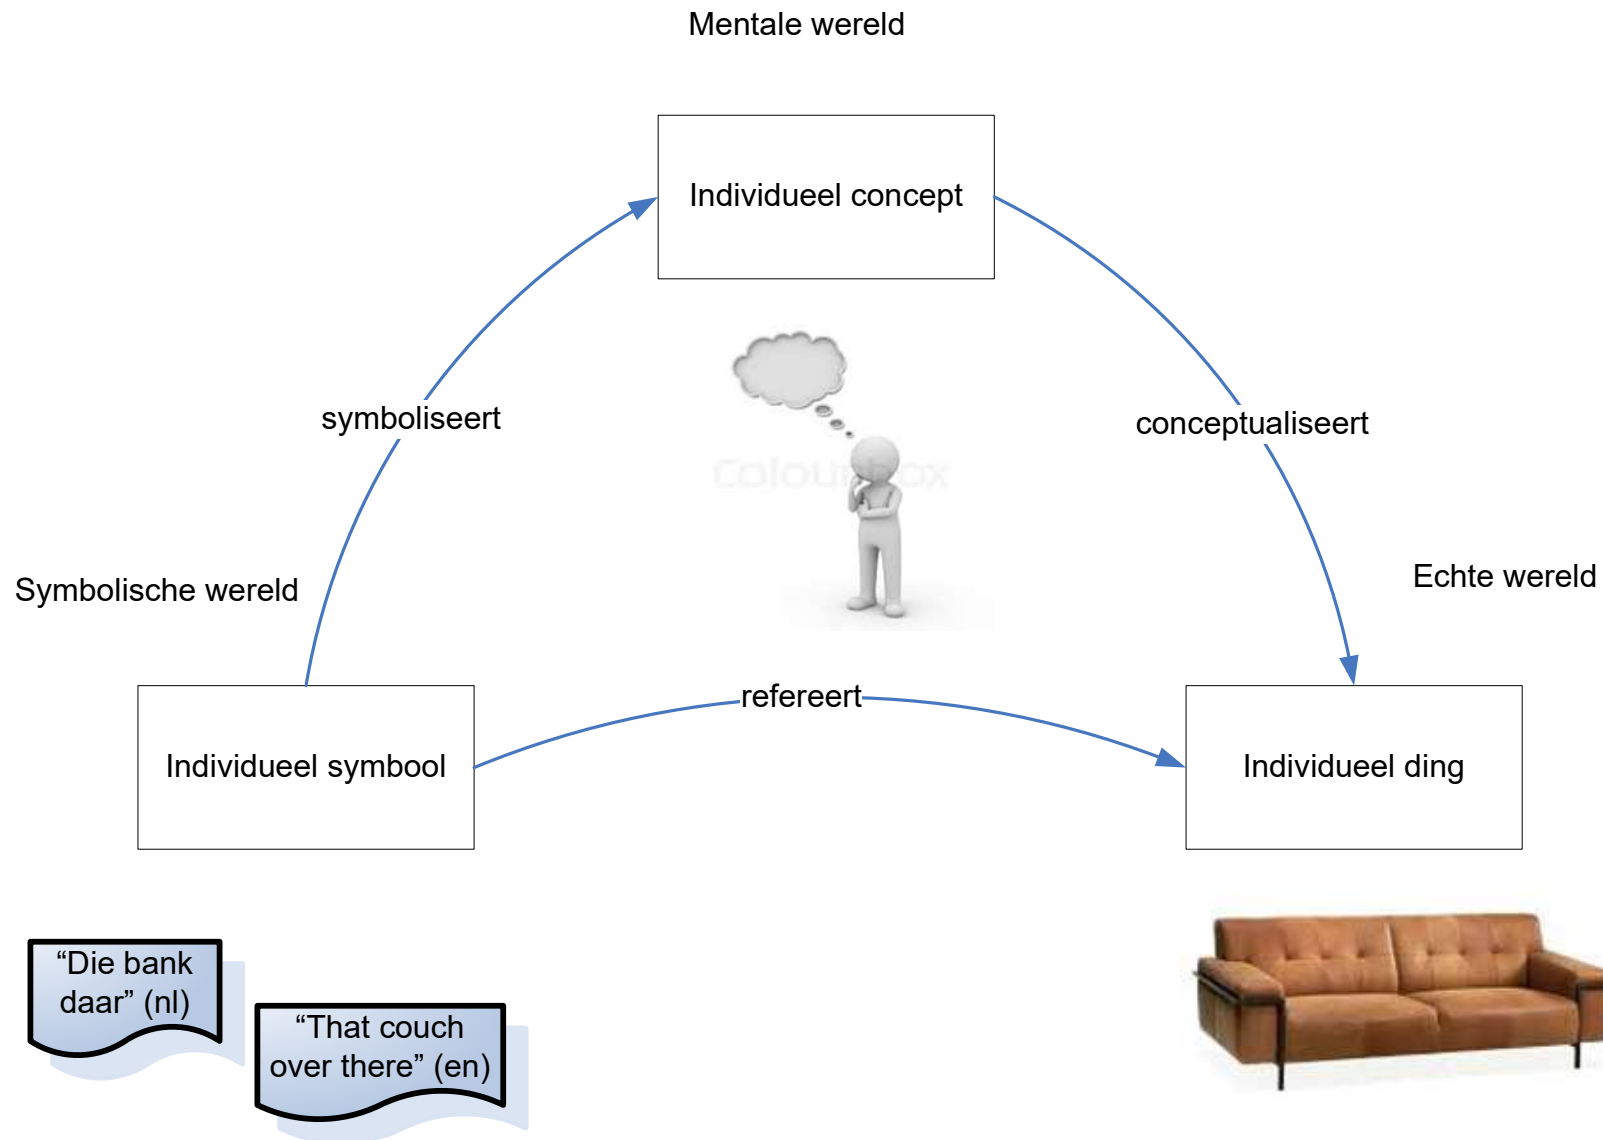 Mentale wereld
Individueel concept
symboliseert
conceptualiseert
colourbox
Symbolische wereld
Echte wereld
refereert
Individueel symbool
Individueel ding
“Die bank
daar” (nl)
“That couch
over there” (en)